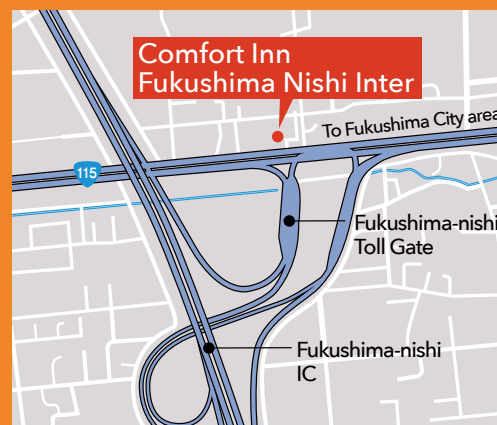 Comfort Inn
Fukushima Nishi Inter
To Fukushima City area
115
Fukushima-nishi
Toll Gate
Fukushima-nishi
IC